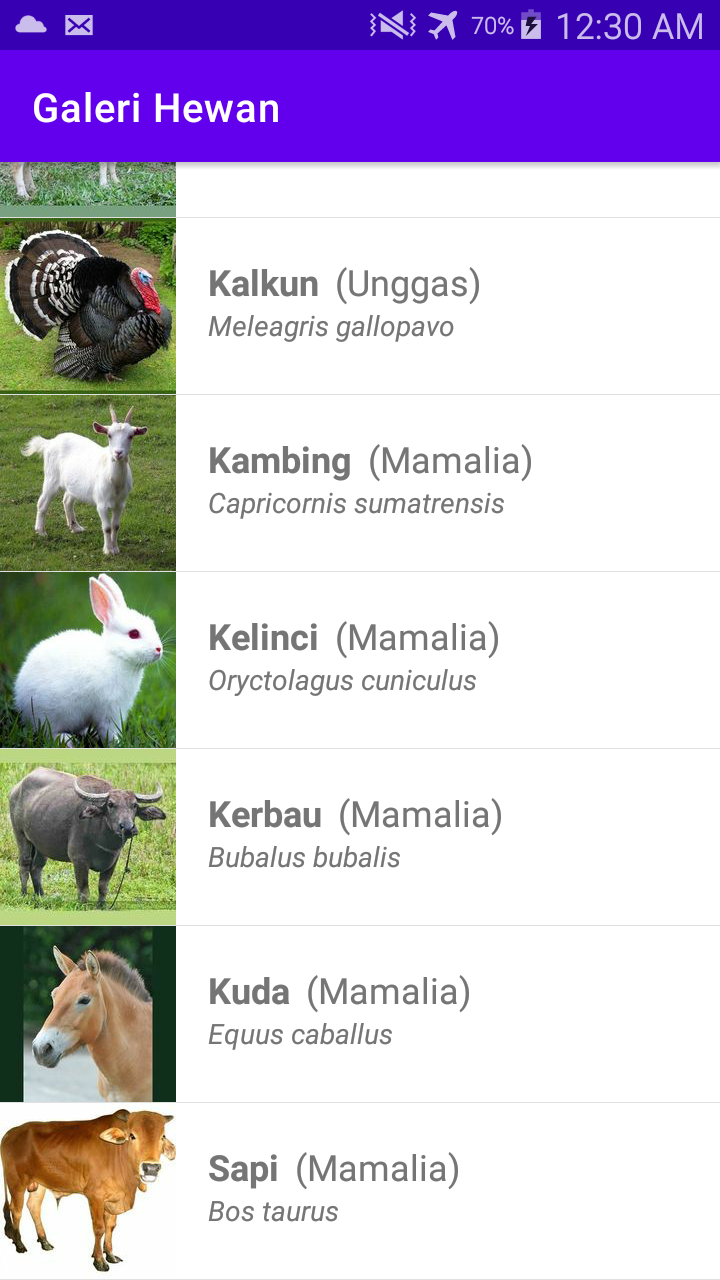 70% 12:30 AM
Galeri Hewan
Kalkun (Unggas)
Meleagris gallopavo
Kambing (Mamalia)
Capricornis sumatrensis
Kelinci (Mamalia)
Oryctolagus cuniculus
Kerbau (Mamalia)
Bubalus bubalis
Kuda (Mamalia)
Equus caballus
Sapi (Mamalia)
Bos taurus